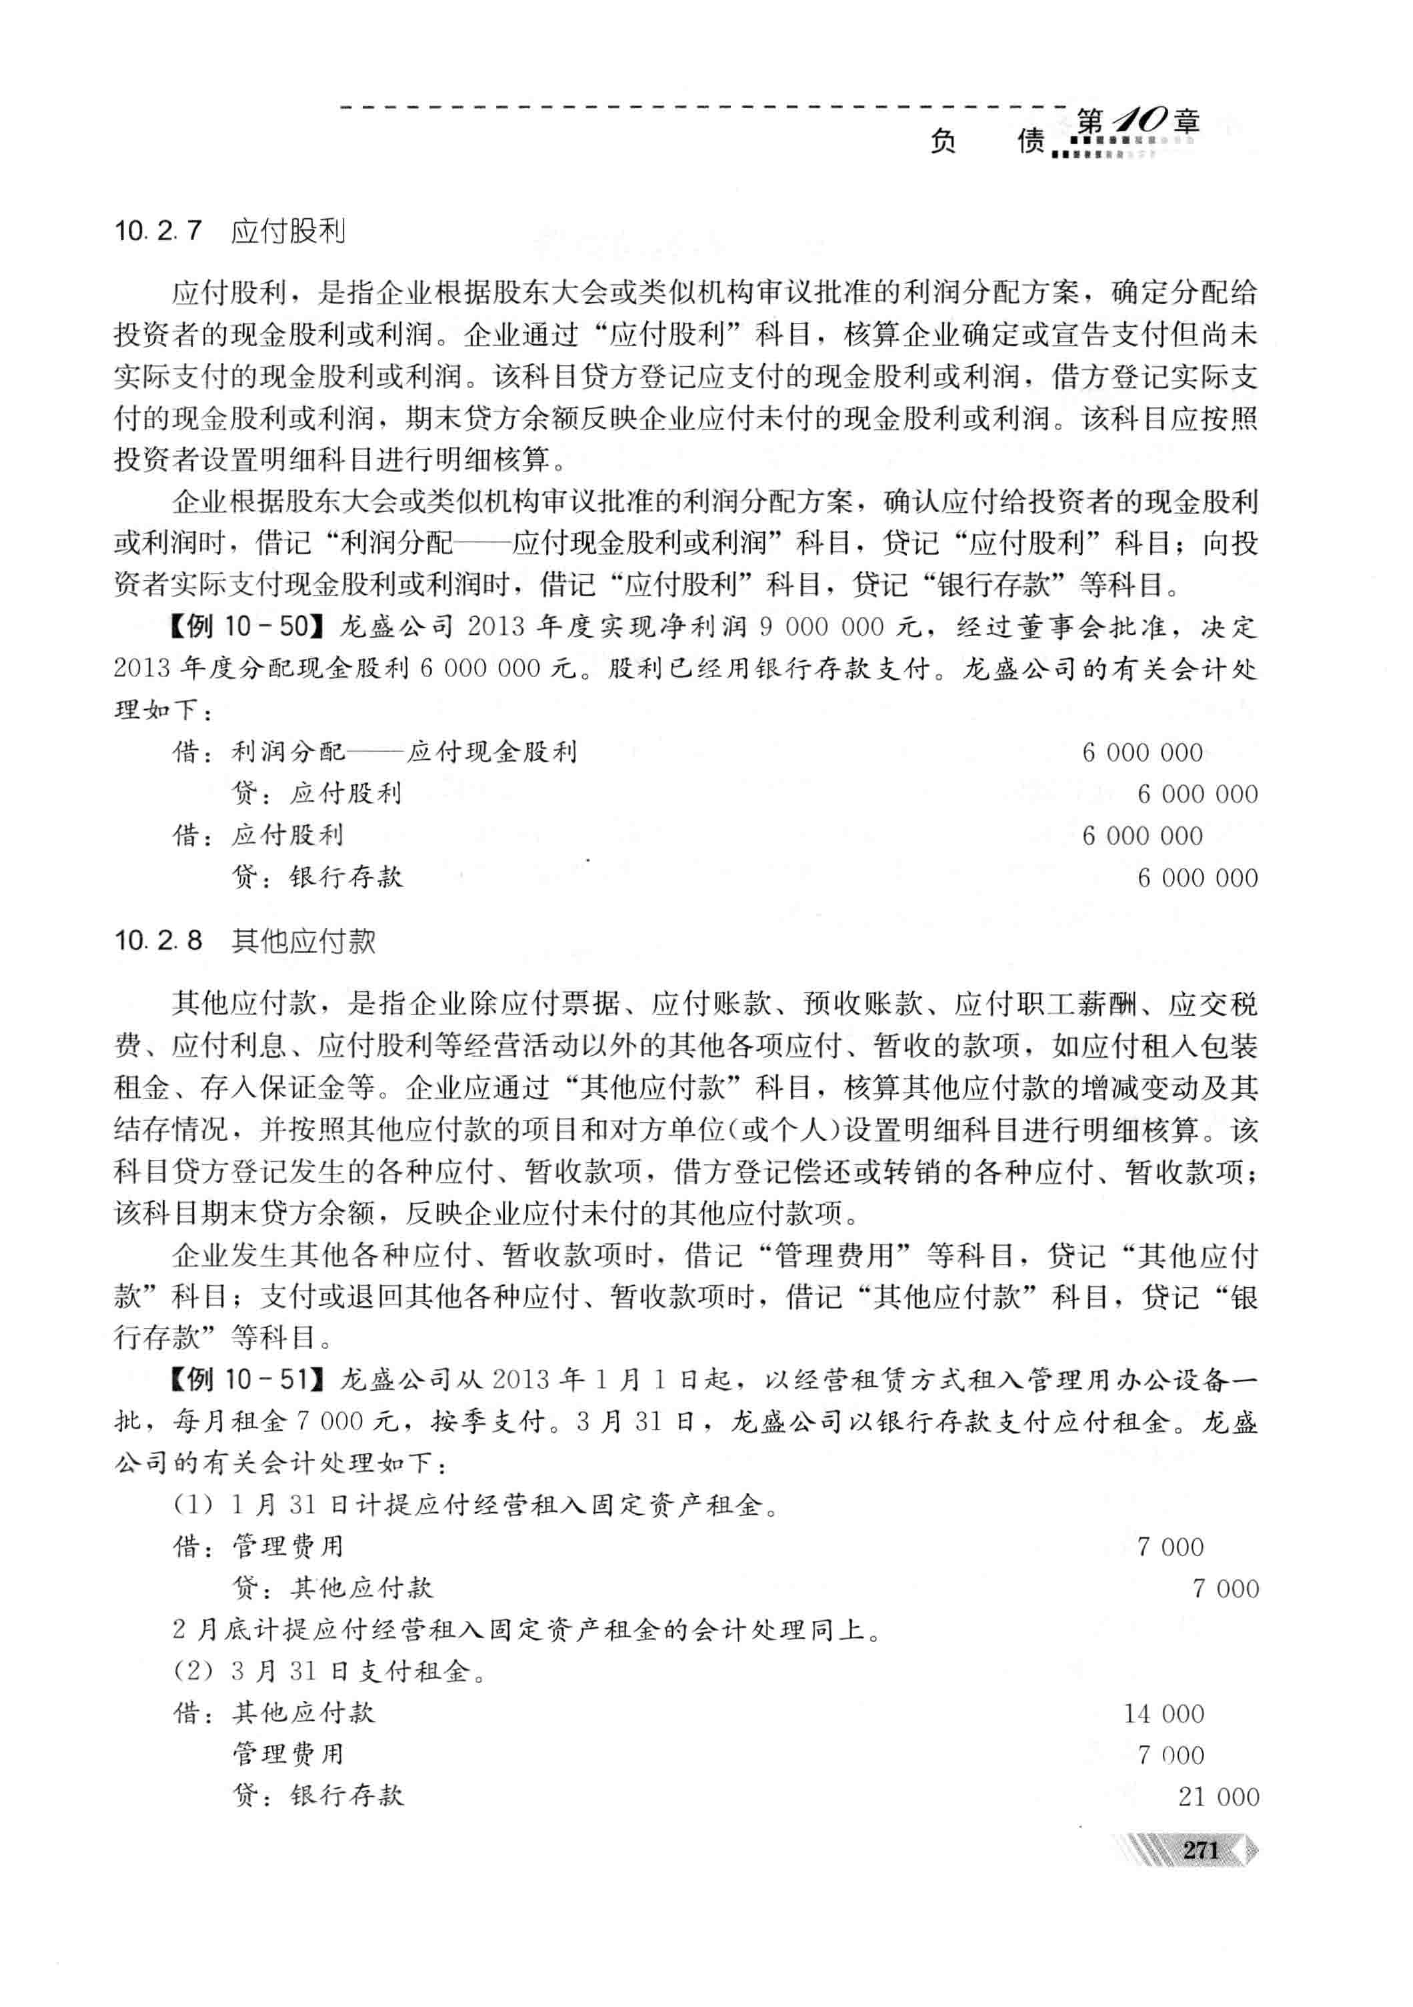 第10章
负　债
10.2.7　应付股利
应付股利，是指企业根据股东大会或类似机构审议批准的利润分配方案，确定分配给
投资者的现金股利或利润。企业通过“应付股利”科目，核算企业确定或宣告支付但尚未
实际支付的现金股利或利润。该科目贷方登记应支付的现金股利或利润，借方登记实际支
付的现金股利或利润，期末贷方余额反映企业应付未付的现金股利或利润。该科目应按照
投资者设置明细科目进行明细核算。
企业根据股东大会或类似机构审议批准的利润分配方案，确认应付给投资者的现金股利
或利润时，借记“利润分配——应付现金股利或利润”科目，贷记“应付股利”科目；向投
资者实际支付现金股利或利润时，借记“应付股利”科目，贷记“银行存款”等科目。
【例 10-50】龙盛公司 2013 年度实现净利润 9 000 000 元，经过董事会批准，决定
2013 年度分配现金股利 6 000 000 元。股利已经用银行存款支付。龙盛公司的有关会计处
理如下：
借：利润分配——应付现金股利　6 000 000
贷：应付股利　6 000 000
借：应付股利　6 000 000
贷：银行存款　6 000 000
10.2.8　其他应付款
其他应付款，是指企业除应付票据、应付账款、预收账款、应付职工薪酬、应交税
费、应付利息、应付股利等经营活动以外的其他各项应付、暂收的款项，如应付租入包装
租金、存入保证金等。企业应通过“其他应付款”科目，核算其他应付款的增减变动及其
结存情况，并按照其他应付款的项目和对方单位(或个人)设置明细科目进行明细核算。该
科目贷方登记发生的各种应付、暂收款项，借方登记偿还或转销的各种应付、暂收款项；
该科目期末贷方余额，反映企业应付未付的其他应付款项。
企业发生其他各种应付、暂收款项时，借记“管理费用”等科目，贷记“其他应付
款”科目；支付或退回其他各种应付、暂收款项时，借记“其他应付款”科目，贷记“银
行存款”等科目。
【例 10-51】龙盛公司从 2013 年 1 月 1 日起，以经营租赁方式租入管理用办公设备一
批，每月租金 7 000 元，按季支付。3 月 31 日，龙盛公司以银行存款支付应付租金。龙盛
公司的有关会计处理如下：
(1) 1 月 31 日计提应付经营租入固定资产租金。
借：管理费用　7 000
贷：其他应付款　7 000
2 月底计提应付经营租入固定资产租金的会计处理同上。
(2) 3 月 31 日支付租金。
借：其他应付款　14 000
管理费用　7 000
贷：银行存款　21 000
271